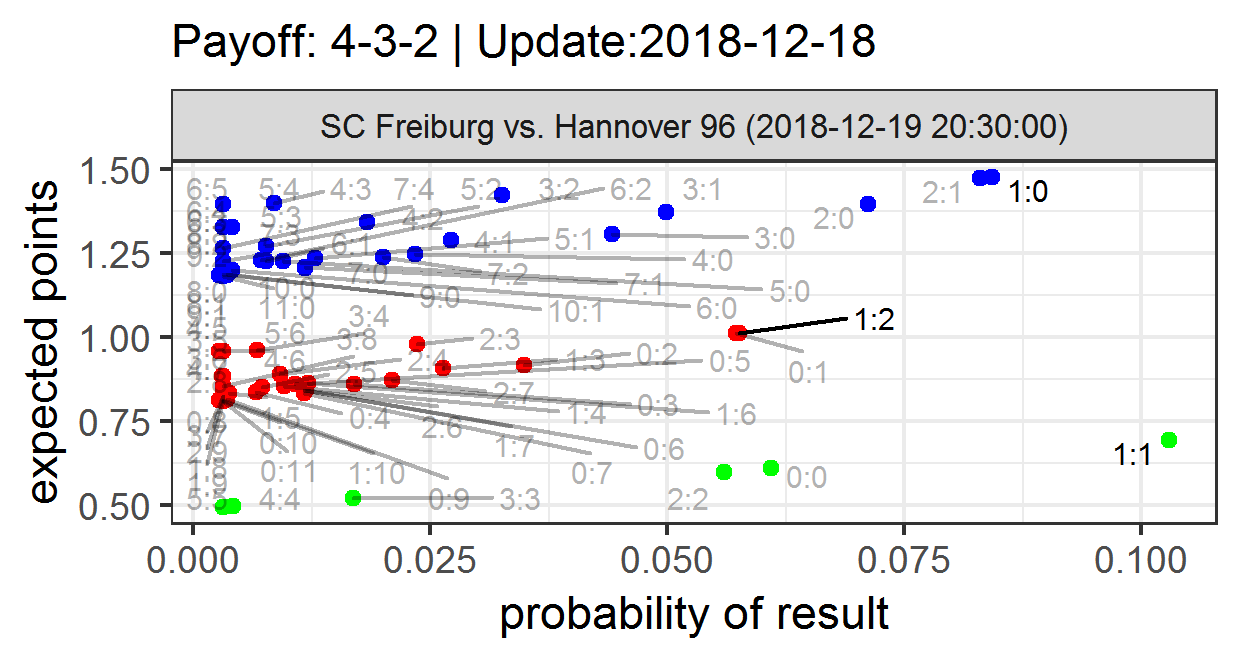 Payoff: 4-3-2 | Update:2018-12-18
SC Freiburg vs. Hannover 96 (2018-12-19 20:30:00)
expected points
1.50
1.25
1.00
0.75
0.50
6:5 5:4 4:3 7:4 5:2 3:2 6:2 3:1 2:1 1:0
5:3 4:2 2:0
7:3 6:1 4:1 5:1 3:0
7:0 7:2 7:1 4:0 5:0
10:0 9:0 6:0
11:0 10:1
3:4 1:2
5:6 3:8 2:3
4:6 2:4 1:3 0:2 0:5 0:1
2:5 2:7 0:3
0:4 1:4 1:6
1:5 2:6
0:10 1:7 0:6
0:11 1:10 0:7 1:1
0:0
5:5 4:4 0:9 3:3 2:2
0.000 0.025 0.050 0.075 0.100
probability of result